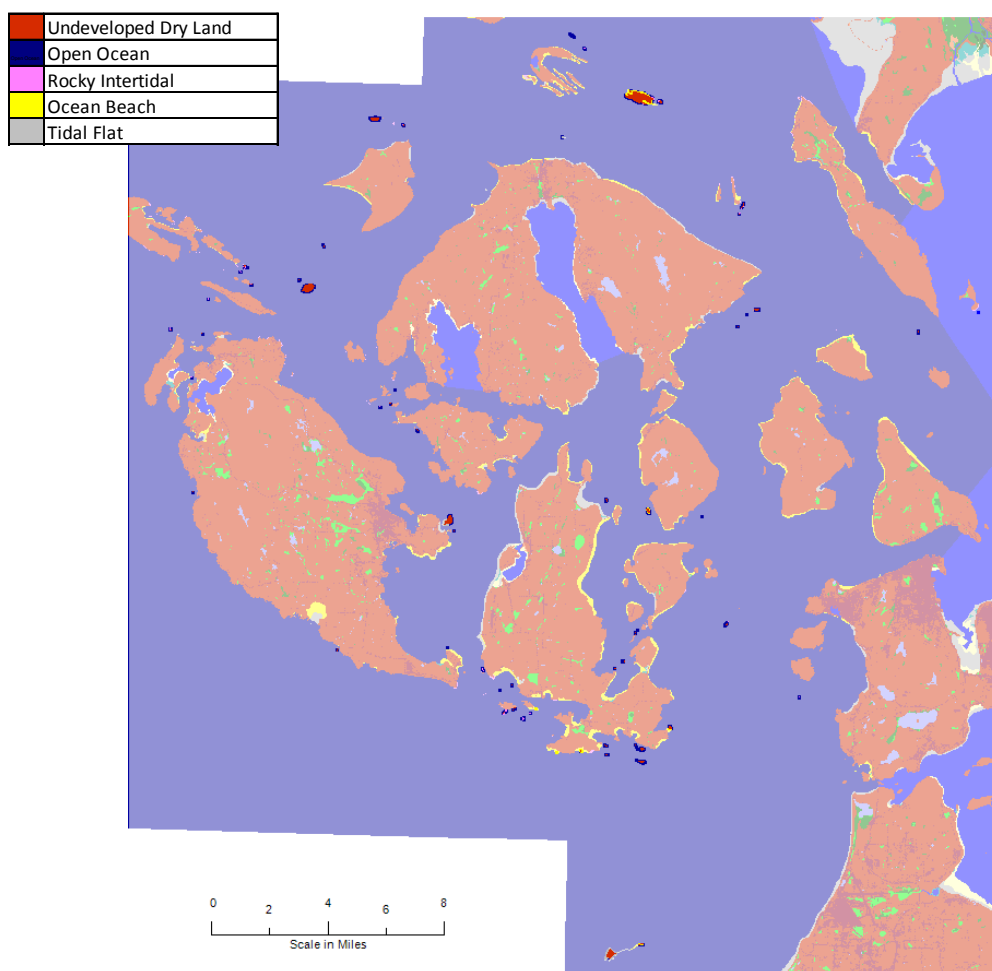 Undeveloped Dry Land
Open Ocean
Rocky Intertidal
Ocean Beach
Tidal Flat
0 2 4 6 8
Scale in Miles